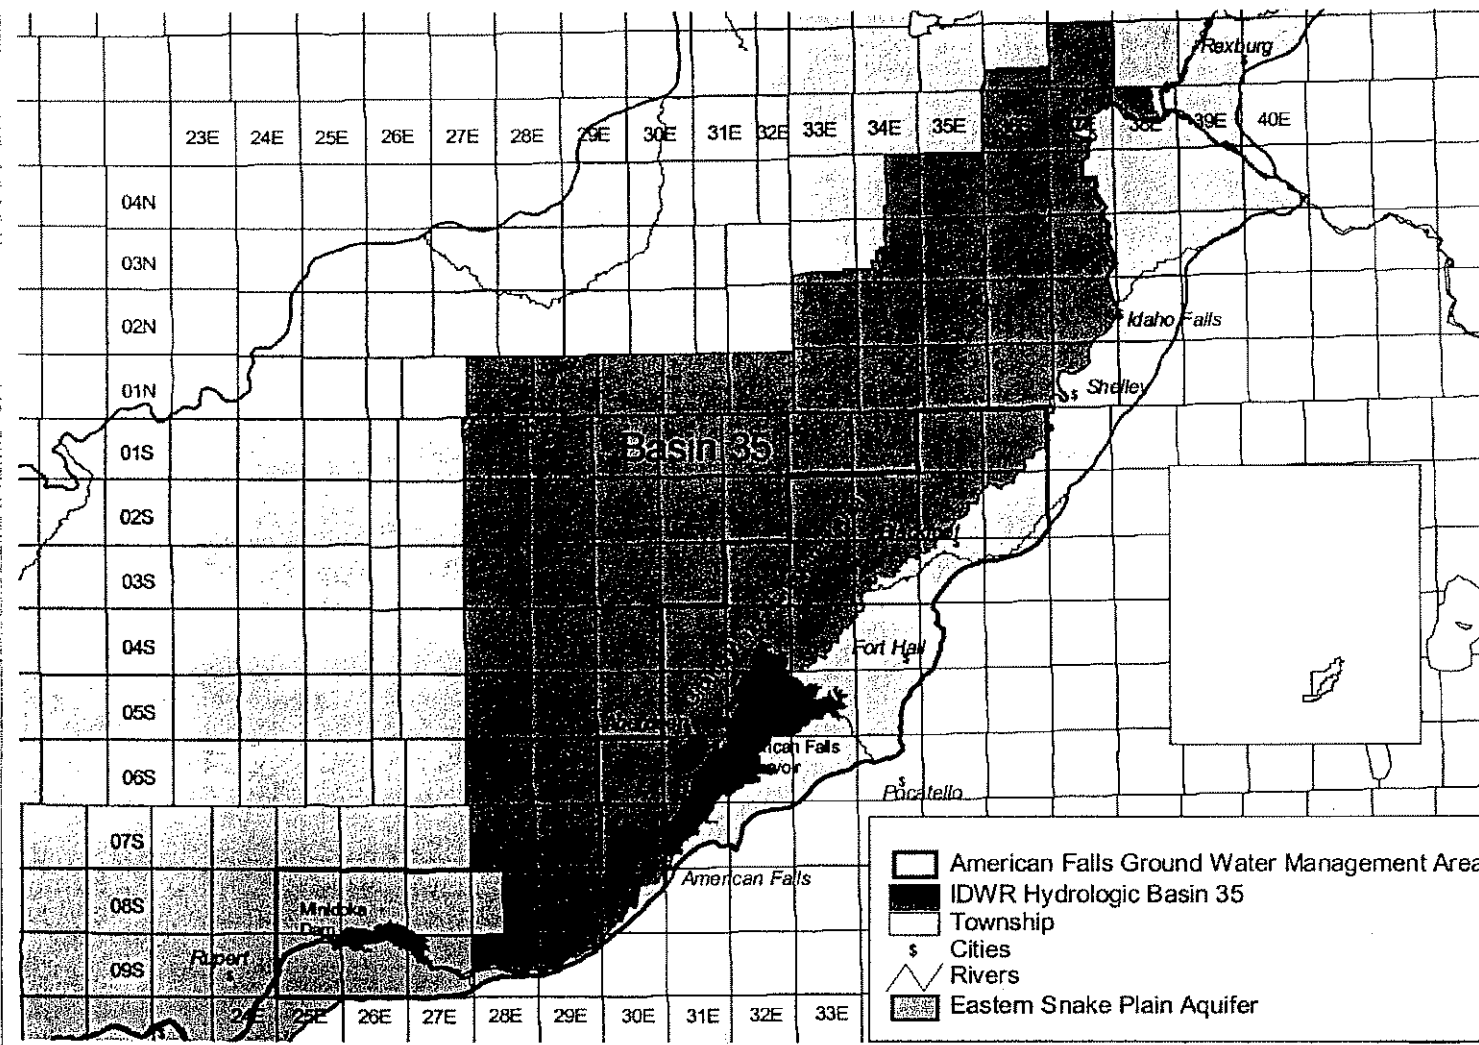 Rexburg
23E 24E 25E 26E 27E 28E 29E 30E 31E 32E 33E 34E 35E 36E 37E 38E 39E 40E
04N
03N
02N
Idaho Falls
01N
Shelley
01S
Basin 35
02S
03S
04S
Fort Hall
05S
06S
Pocatello
07S
American Falls
08S
Minidoka
Dam
09S
Rupert
24E 25E 26E 27E 28E 29E 30E 31E 32E 33E
American Falls Ground Water Management Area
IDWR Hydrologic Basin 35
Township
$ Cities
Rivers
Eastern Snake Plain Aquifer